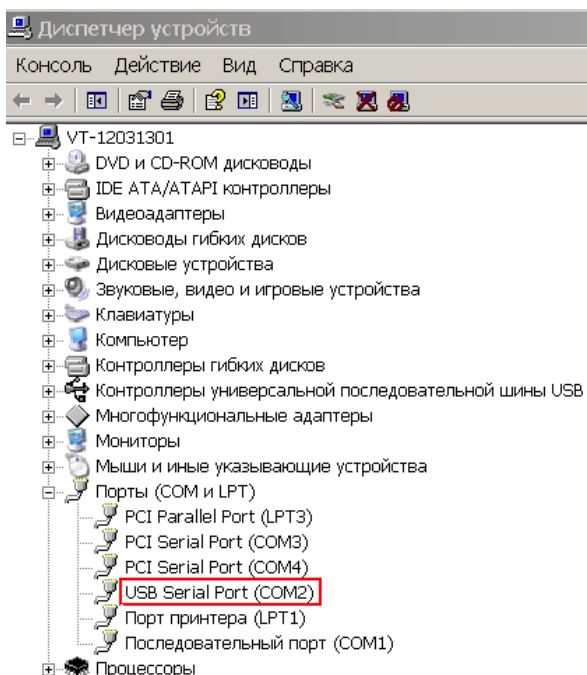 Диспетчер устройств
Консоль Действие Вид Справка
VT-12031301
DVD и CD-ROM дисководы
IDE ATA/ATAPI контроллеры
Видеоадаптеры
Дисководы гибких дисков
Дисковые устройства
Звуковые, видео и игровые устройства
Клавиатуры
Компьютер
Контроллеры гибких дисков
Контроллеры универсальной последовательной шины USB
Многофункциональные адаптеры
Мониторы
Мыши и иные указывающие устройства
Порты (COM и LPT)
PCI Parallel Port (LPT3)
PCI Serial Port (COM3)
PCI Serial Port (COM4)
USB Serial Port (COM2)
Порт принтера (LPT1)
Последовательный порт (COM1)
Процессоры